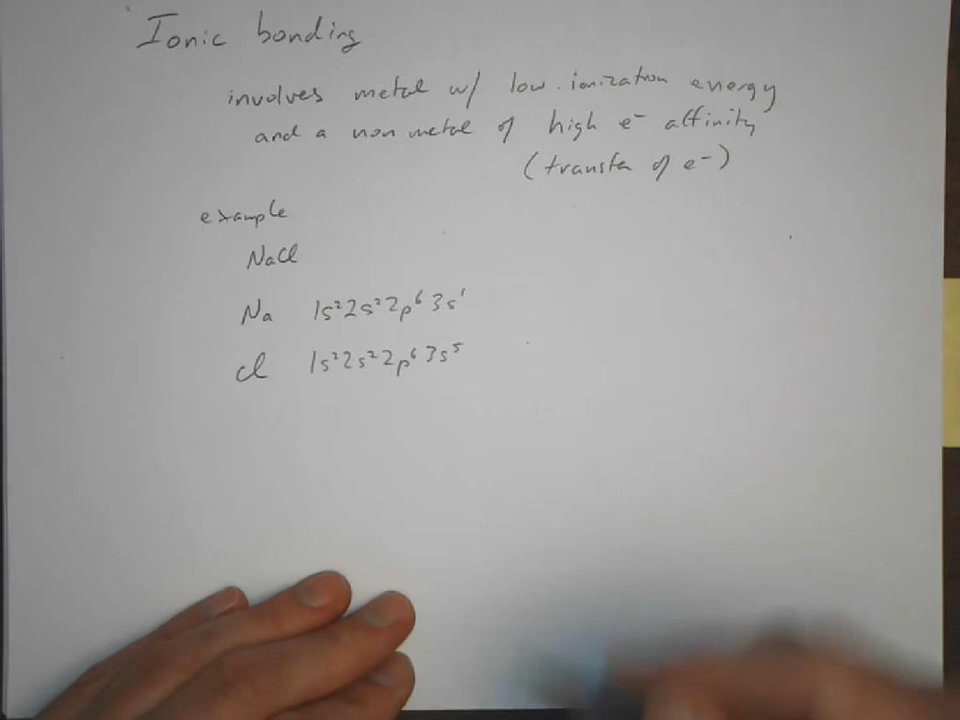 Ionic bonding
involves metal w/ low ionization energy
and a non metal of high e⁻ affinity
(transfer of e⁻)
example
NaCl
Na 1s²2s²2p⁶3s¹
Cl 1s²2s²2p⁶3s⁵